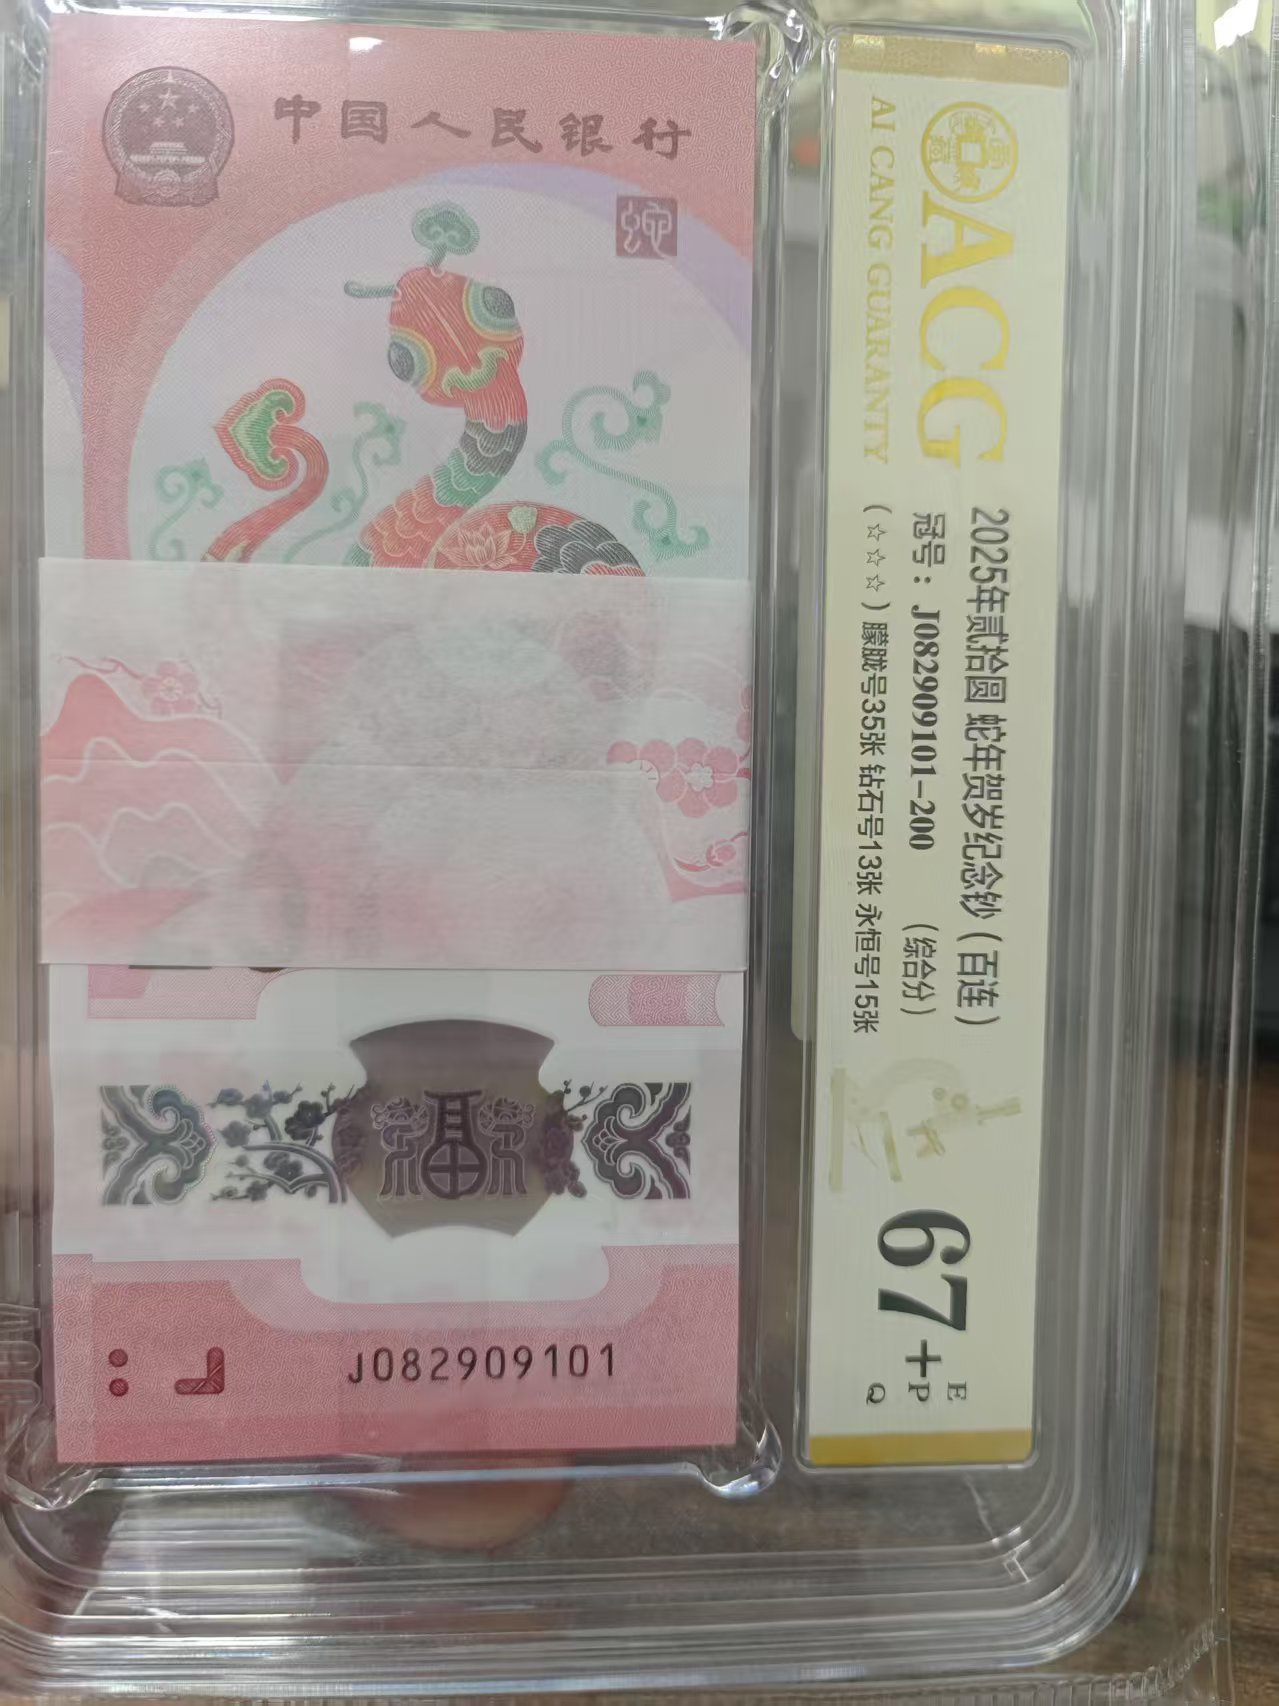 中国人民银行
蛇
福
J082909101
ACG
AI CANG GUARANTY
2025年贰拾圆 蛇年贺岁纪念钞（百连）
冠号：J082909101-200 （综合分）
（☆☆☆）朦胧号35张 钻石号13张 永恒号15张
67+
E
P
Q